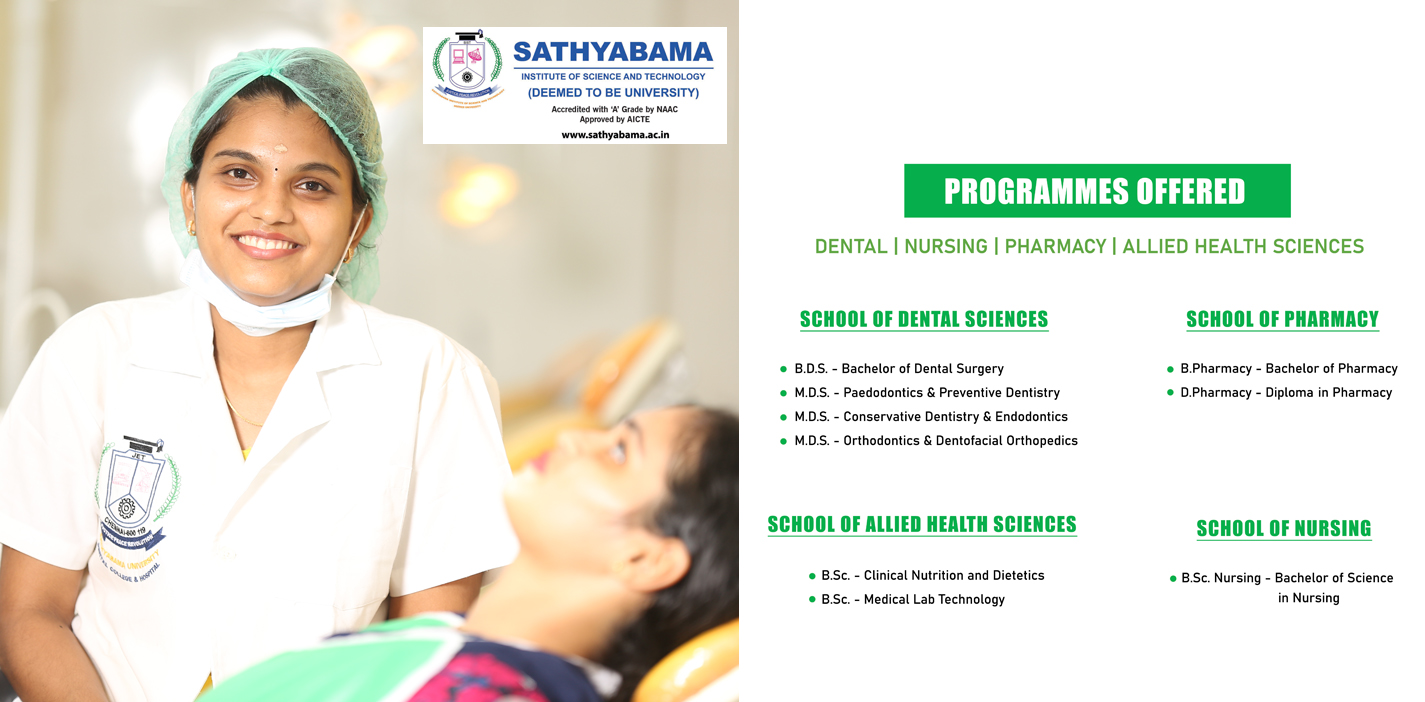 SATHYABAMA
INSTITUTE OF SCIENCE AND TECHNOLOGY
(DEEMED TO BE UNIVERSITY)
Accredited with ‘A’ Grade by NAAC
Approved by AICTE
www.sathyabama.ac.in
JET
CHENNAI-600 119
UNIVERSITY
COLLEGE & HOSPITAL
PROGRAMMES OFFERED
DENTAL | NURSING | PHARMACY | ALLIED HEALTH SCIENCES
SCHOOL OF DENTAL SCIENCES
B.D.S. - Bachelor of Dental Surgery
M.D.S. - Paedodontics & Preventive Dentistry
M.D.S. - Conservative Dentistry & Endodontics
M.D.S. - Orthodontics & Dentofacial Orthopedics
SCHOOL OF PHARMACY
B.Pharmacy - Bachelor of Pharmacy
D.Pharmacy - Diploma in Pharmacy
SCHOOL OF ALLIED HEALTH SCIENCES
B.Sc. - Clinical Nutrition and Dietetics
B.Sc. - Medical Lab Technology
SCHOOL OF NURSING
B.Sc. Nursing - Bachelor of Science
in Nursing